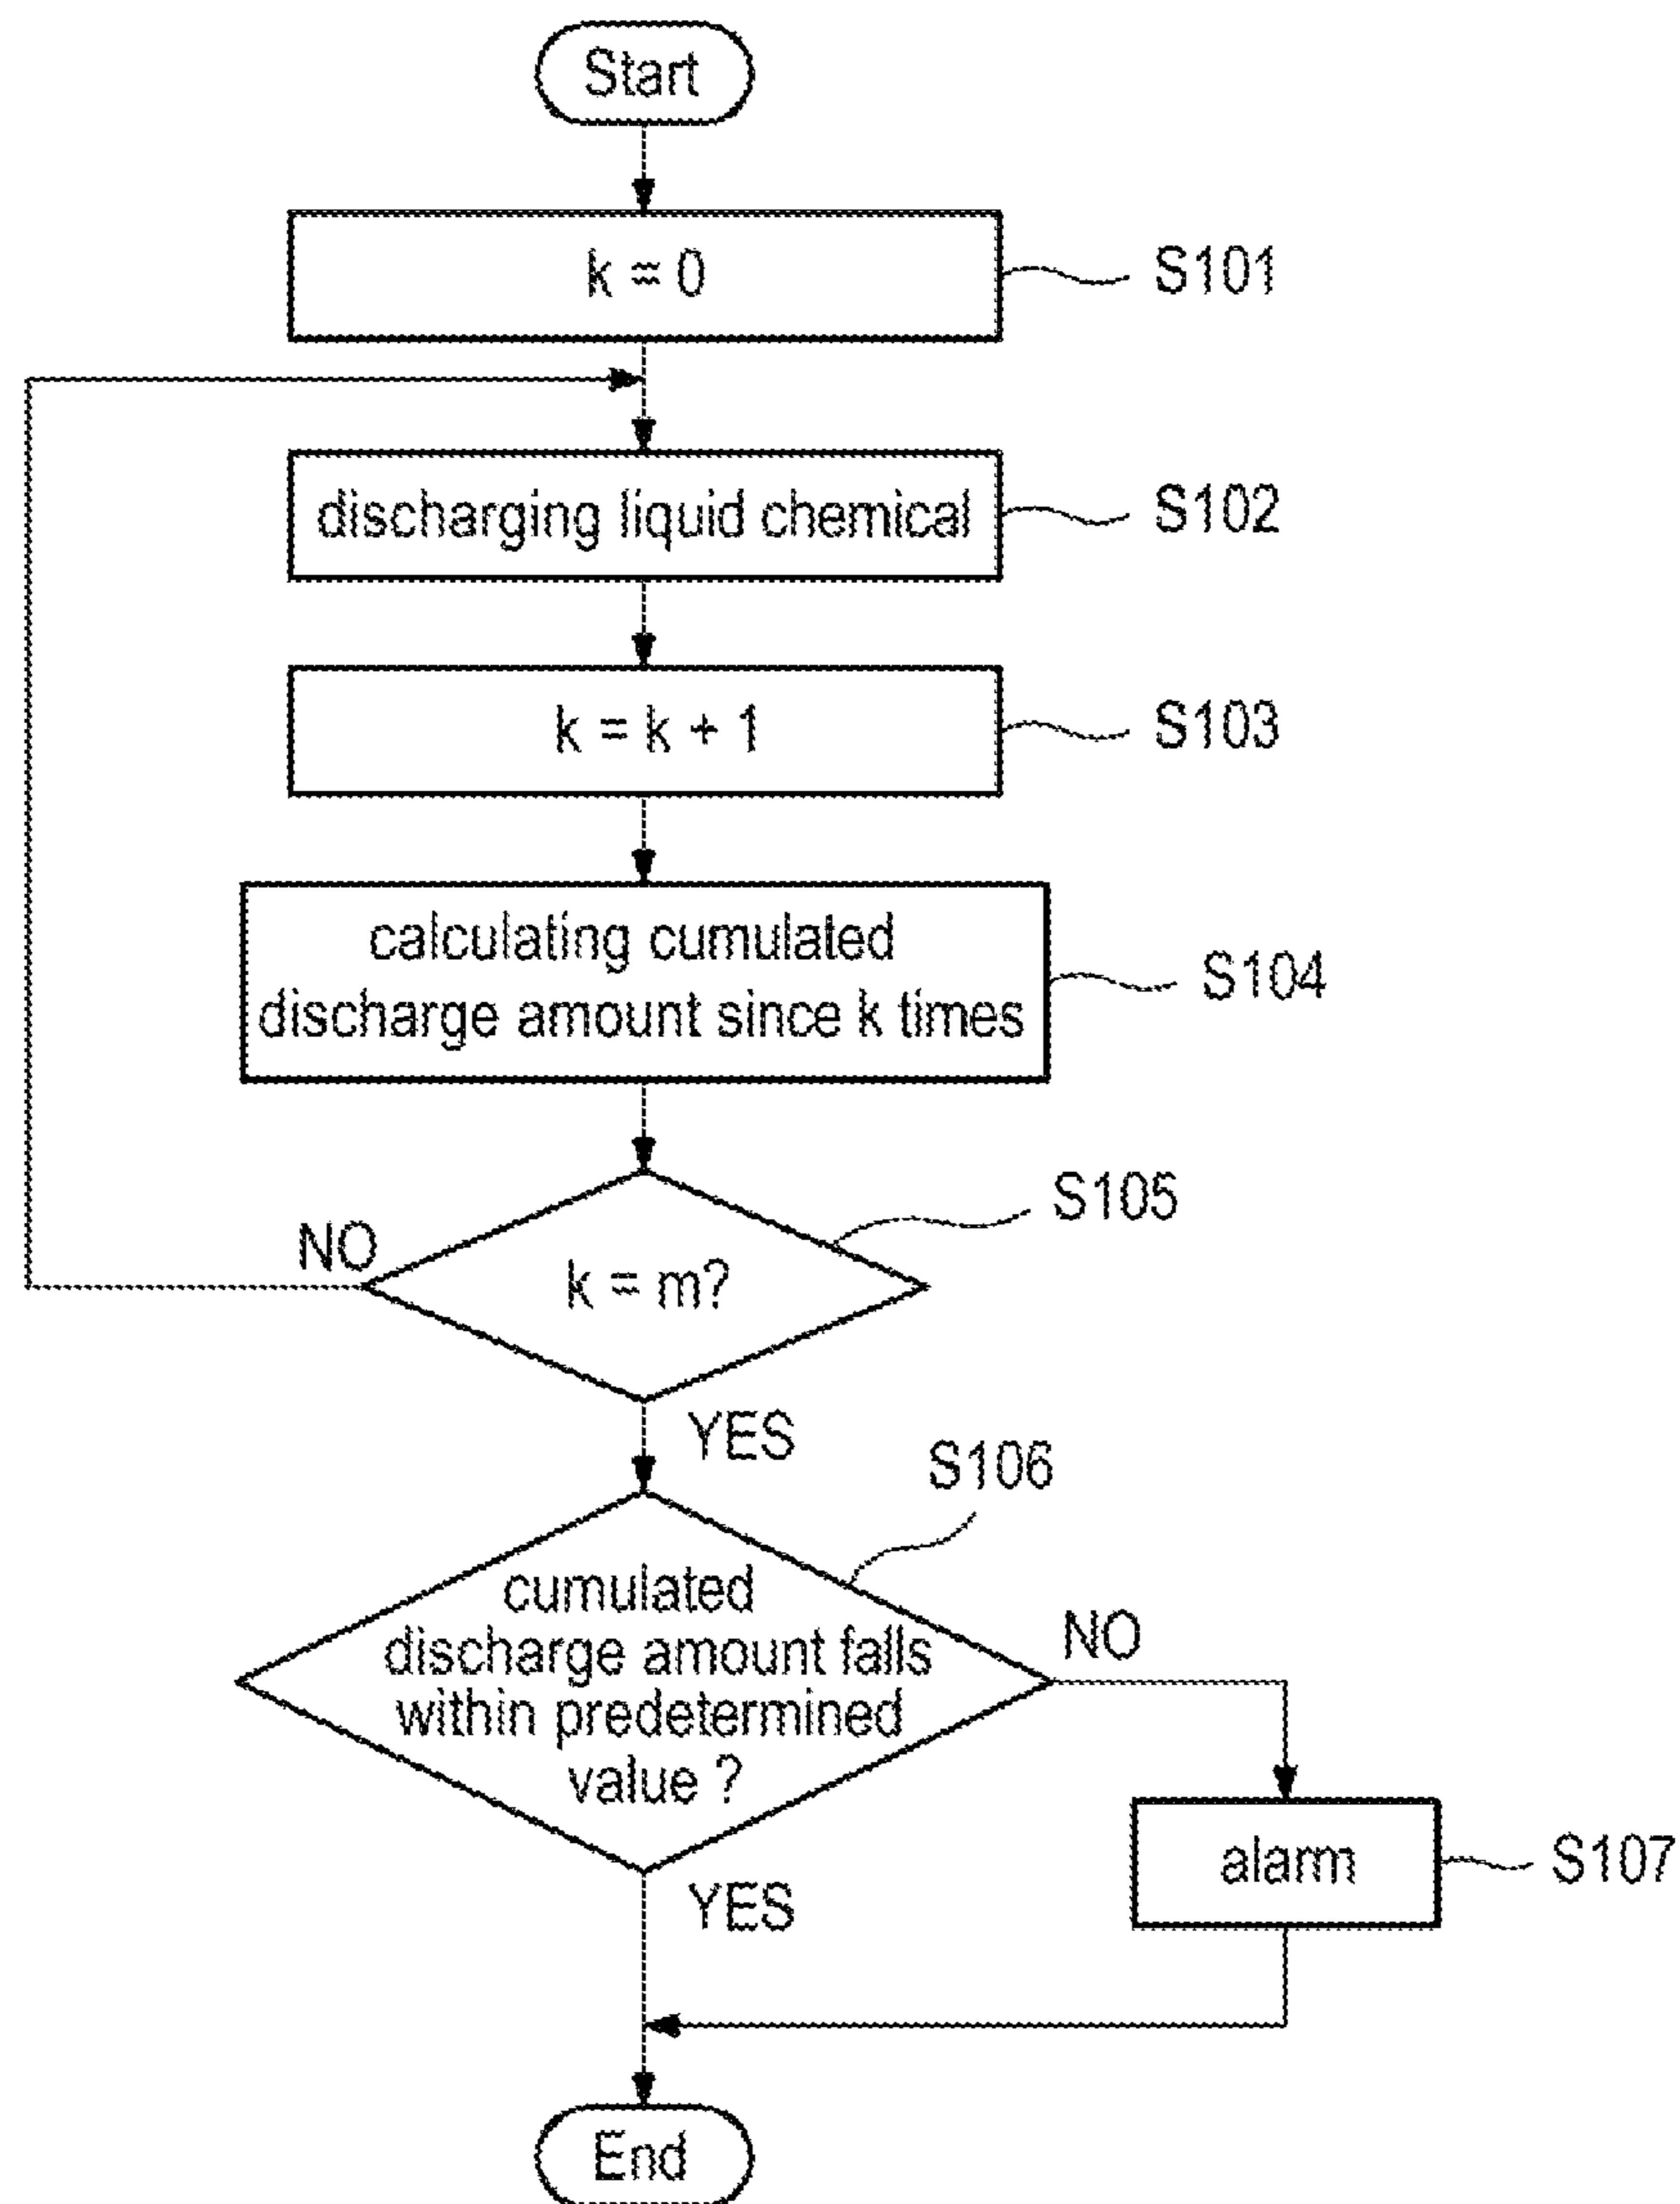 Start
k = 0
S101
discharging liquid chemical
S102
k = k + 1
S103
calculating cumulated
discharge amount since k times
S104
S105
NO
k = m?
YES
S106
cumulated
discharge amount falls
within predetermined
value ?
NO
alarm
S107
YES
End